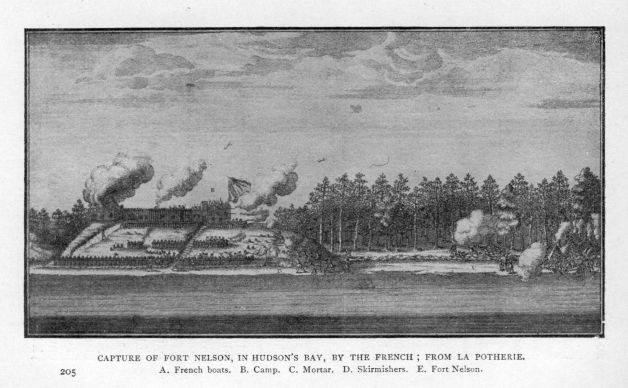 CAPTURE OF FORT NELSON, IN HUDSON'S BAY, BY THE FRENCH ; FROM LA POTHERIE.
A. French boats. B. Camp. C. Mortar. D. Skirmishers. E. Fort Nelson.
205